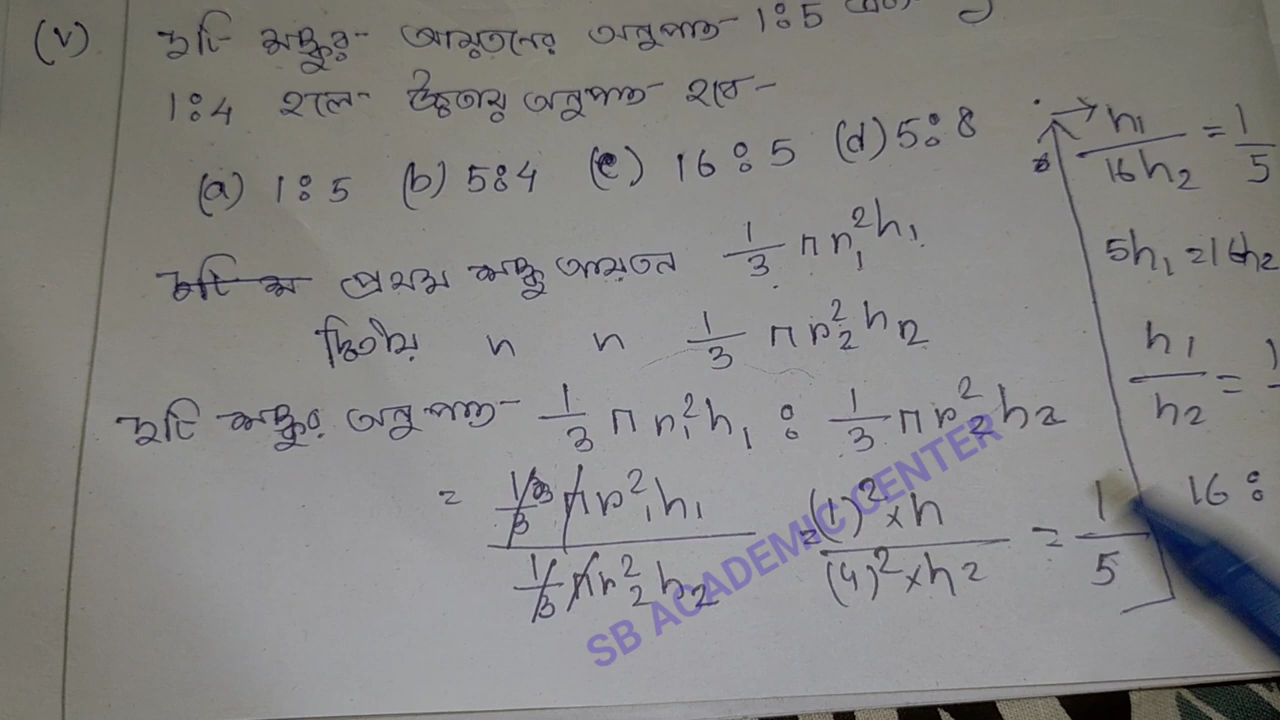 (v) দুটি শঙ্কুর আয়তনের অনুপাত 1:5
1:4 হলে উচ্চতার অনুপাত হবে-
(a) 1:5 (b) 5:4 (c) 16:5 (d) 5:8
প্রথম শঙ্কু আয়তন 1/3 πr₁²h₁
দ্বিতীয় " " 1/3 πr₂²h₂
দুটি শঙ্কুর অনুপাত 1/3 πr₁²h₁ : 1/3 πr₂²h₂
= (1/3 πr₁²h₁)/(1/3 πr₂²h₂) = ((1)²×h)/((4)²×h2) = 1/5
→ h₁/16h₂ = 1/5
5h₁ = 16h₂
h₁/h₂ = 1
16 :
SB ACADEMIC CENTER